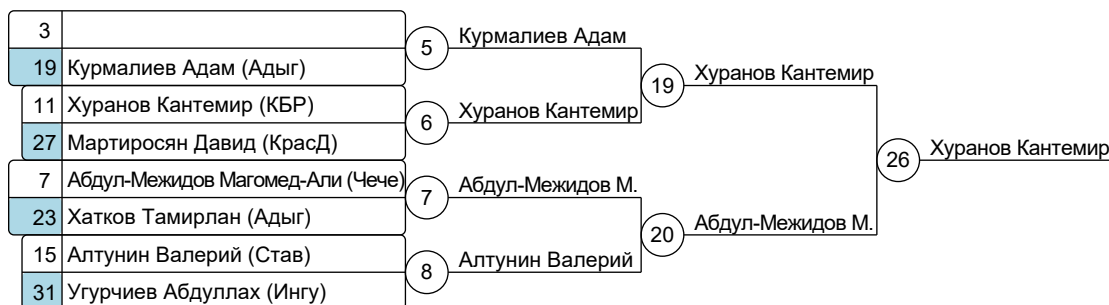 3
19 Курмалиев Адам (Адыг)
11 Хуранов Кантемир (КБР)
27 Мартиросян Давид (КрасД)
7 Абдул-Межидов Магомед-Али (Чече)
23 Хатков Тамирлан (Адыг)
15 Алтунин Валерий (Став)
31 Угурчиев Абдуллах (Ингу)
5 Курмалиев Адам
6 Хуранов Кантемир
7 Абдул-Межидов М.
8 Алтунин Валерий
19 Хуранов Кантемир
20 Абдул-Межидов М.
26 Хуранов Кантемир